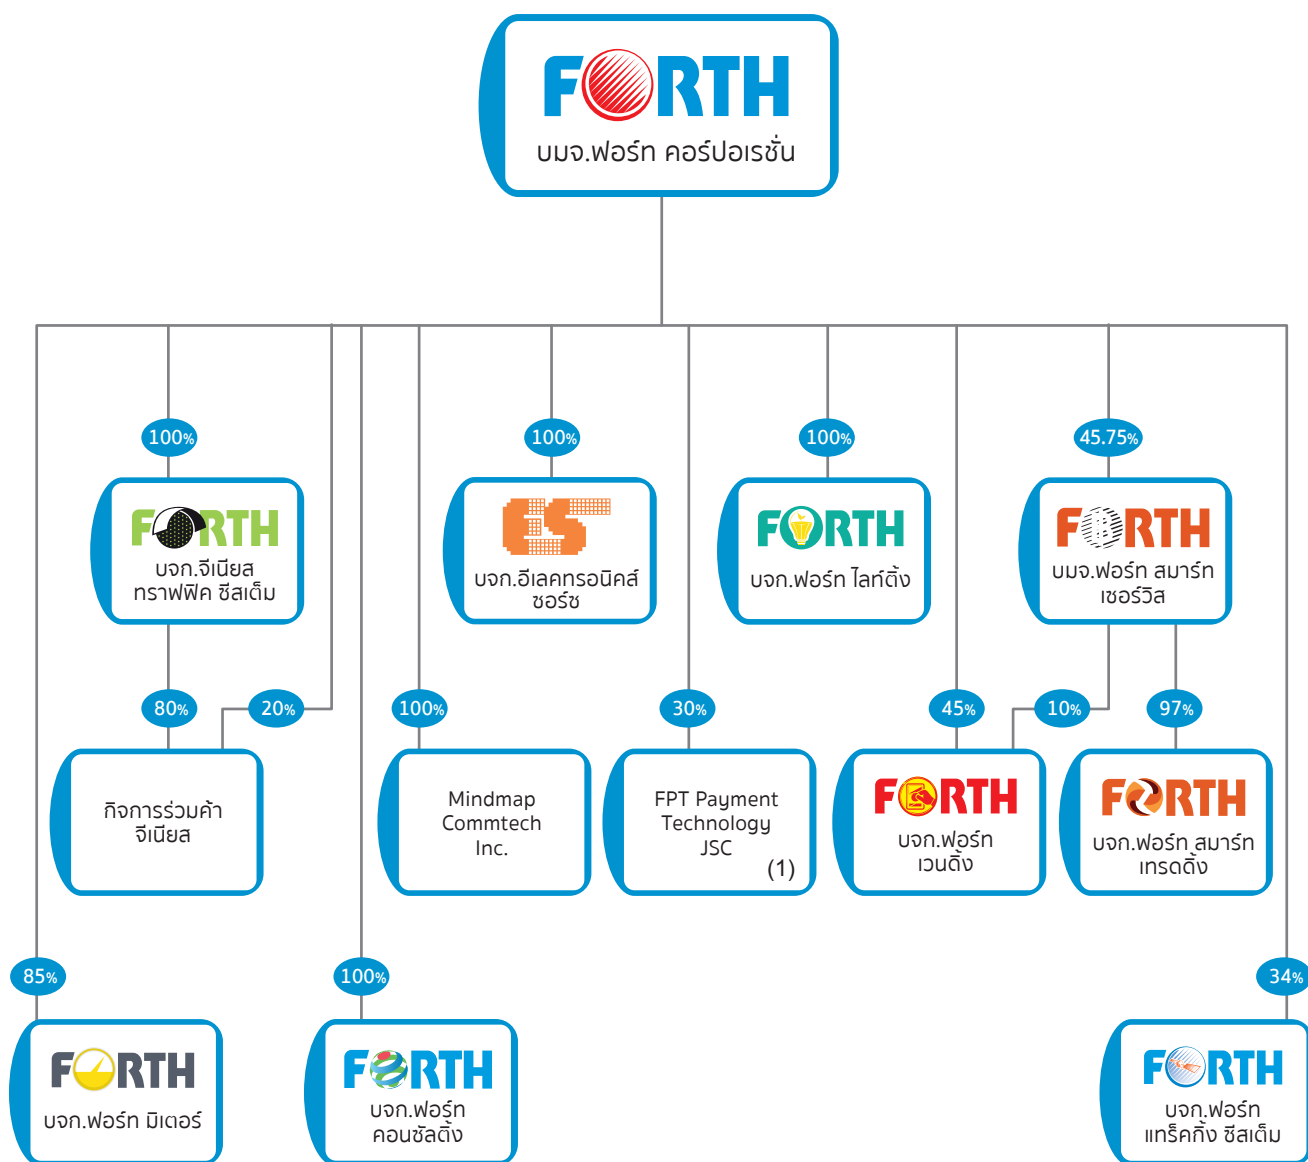 FORTH
บมจ.ฟอร์ท คอร์ปอเรชั่น
100%
100%
100%
45.75%
FORTH
บจก.จีเนียส
ทราฟฟิค ซีสเต็ม
ES
บจก.อีเลคทรอนิคส์
ซอร์ซ
FORTH
บจก.ฟอร์ท ไลท์ติ้ง
FORTH
บมจ.ฟอร์ท สมาร์ท
เซอร์วิส
80%
20%
100%
30%
45%
10%
97%
กิจการร่วมค้า
จีเนียส
Mindmap
Commtech
Inc.
FPT Payment
Technology
JSC
(1)
FORTH
บจก.ฟอร์ท
เวนดิ้ง
FORTH
บจก.ฟอร์ท สมาร์ท
เทรดดิ้ง
85%
100%
34%
FORTH
บจก.ฟอร์ท มิเตอร์
FORTH
บจก.ฟอร์ท
คอนซัลติ้ง
FORTH
บจก.ฟอร์ท
แทร็คกิ้ง ซีสเต็ม